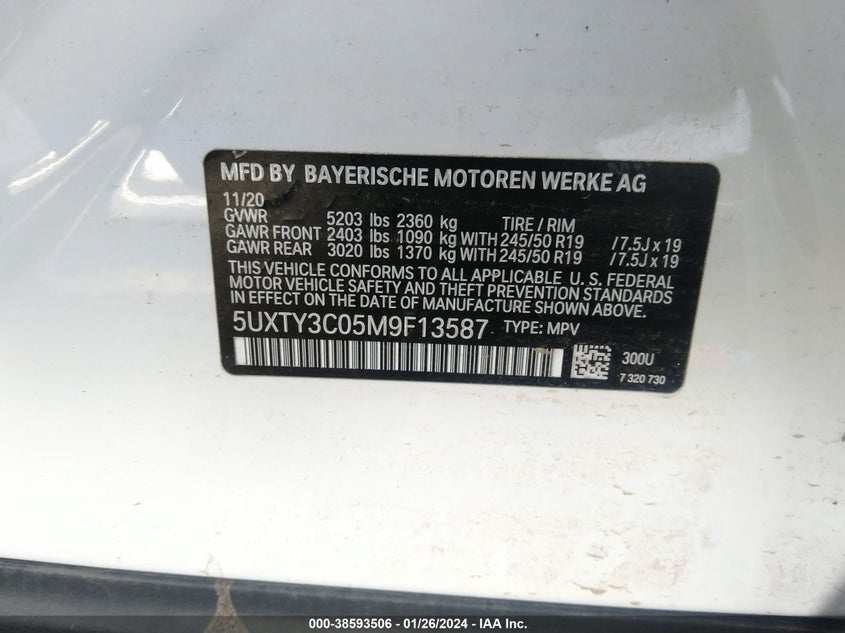 MFD BY BAYERISCHE MOTOREN WERKE AG
11/20
GVWR 5203 lbs 2360 kg TIRE / RIM
GAWR FRONT 2403 lbs 1090 kg WITH 245/50 R19 /7.5J x 19
GAWR REAR 3020 lbs 1370 kg WITH 245/50 R19 /7.5J x 19
THIS VEHICLE CONFORMS TO ALL APPLICABLE U. S. FEDERAL
MOTOR VEHICLE SAFETY AND THEFT PREVENTION STANDARDS
IN EFFECT ON THE DATE OF MANUFACTURE SHOWN ABOVE.
5UXTY3C05M9F13587 TYPE: MPV
300U
7 320 730
000-38593506 | 01/26/2024 | IAA Inc.